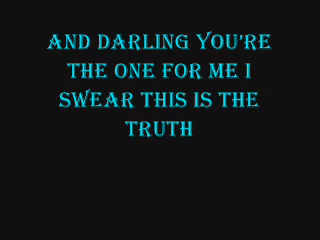 AND DARLING YOU'RE
THE ONE FOR ME I
SWEAR THIS IS THE
TRUTH